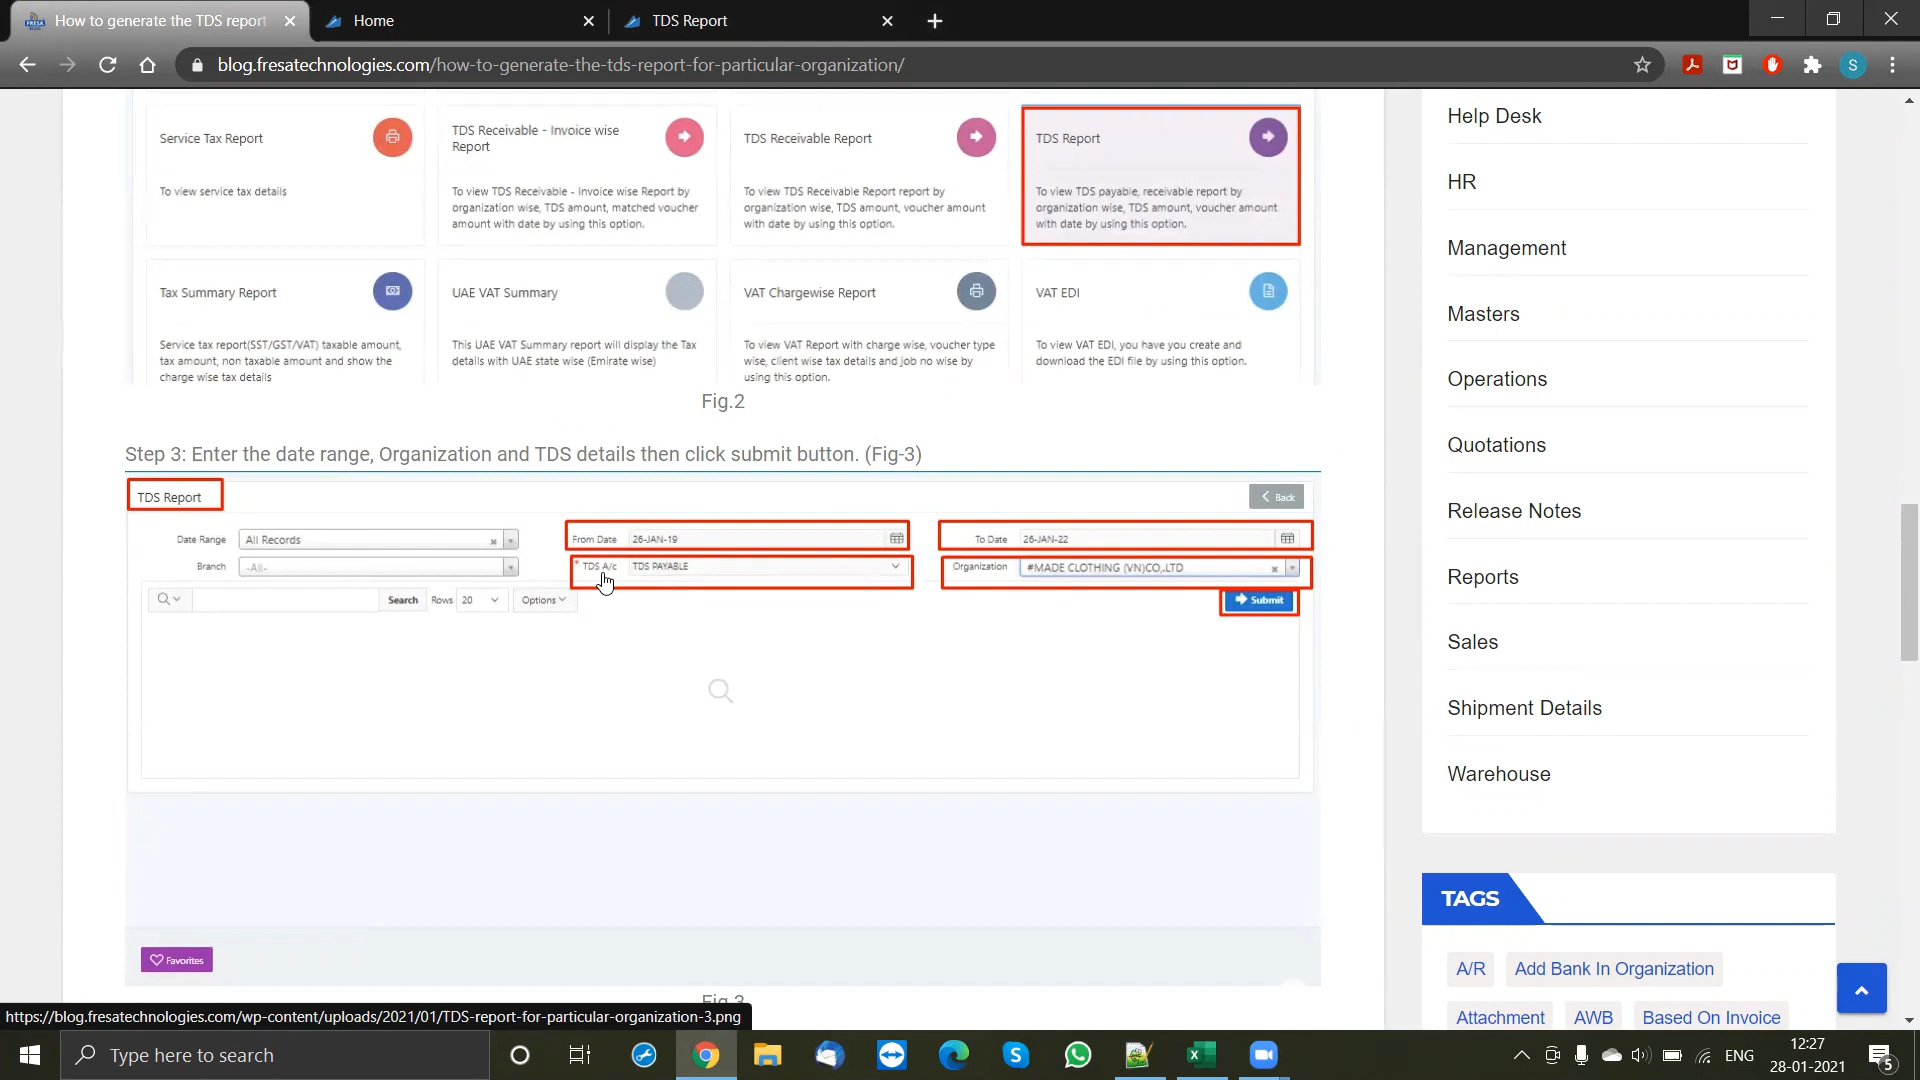 How to generate the TDS report
Home
TDS Report
blog.fresatechnologies.com/how-to-generate-the-tds-report-for-particular-organization/
S
Service Tax Report
To view service tax details
TDS Receivable - Invoice wise
Report
To view TDS Receivable - Invoice wise Report by
organization wise, TDS amount, matched voucher
amount with date by using this option.
TDS Receivable Report
To view TDS Receivable Report report by
organization wise, TDS amount, voucher amount
with date by using this option.
TDS Report
To view TDS payable, receivable report by
organization wise, TDS amount, voucher amount
with date by using this option.
Tax Summary Report
Service tax report(SST/GST/VAT) taxable amount,
tax amount, non taxable amount and show the
charge wise tax details
UAE VAT Summary
This UAE VAT Summary report will display the Tax
details with UAE state wise (Emirate wise)
VAT Chargewise Report
To view VAT Report with charge wise, voucher type
wise, client wise tax details and job no wise by
using this option.
VAT EDI
To view VAT EDI, you have you create and
download the EDI file by using this option.
Fig.2
Step 3: Enter the date range, Organization and TDS details then click submit button. (Fig-3)
TDS Report
Back
Date Range All Records
From Date 26-JAN-19
To Date 26-JAN-22
Branch -All-
* TDS A/c TDS PAYABLE
Organization #MADE CLOTHING (VN)CO,.LTD
Search Rows 20 Options
Submit
Favorites
Fig.3
Help Desk
HR
Management
Masters
Operations
Quotations
Release Notes
Reports
Sales
Shipment Details
Warehouse
TAGS
A/R Add Bank In Organization
Attachment AWB Based On Invoice
https://blog.fresatechnologies.com/wp-content/uploads/2021/01/TDS-report-for-particular-organization-3.png
Type here to search
ENG
12:27
28-01-2021
5